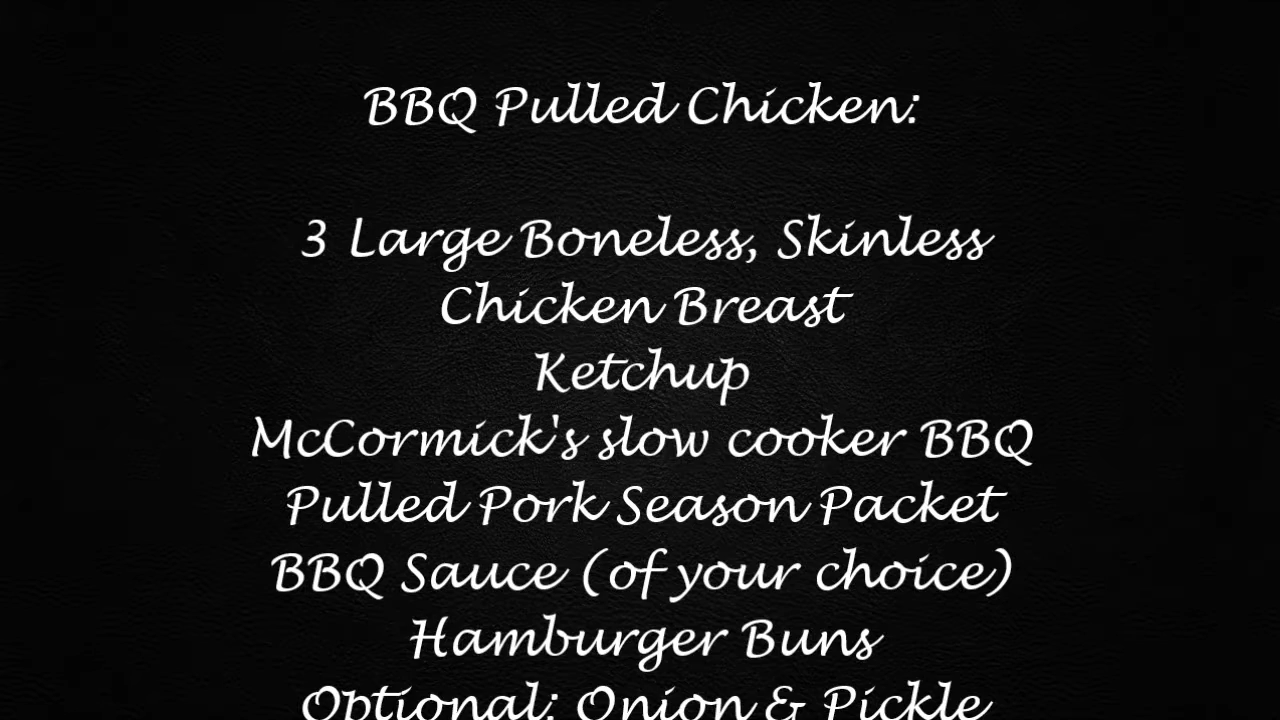 BBQ Pulled Chicken:
3 Large Boneless, Skinless
Chicken Breast
Ketchup
McCormick's slow cooker BBQ
Pulled Pork Season Packet
BBQ Sauce (of your choice)
Hamburger Buns
Optional: Onion & Pickle